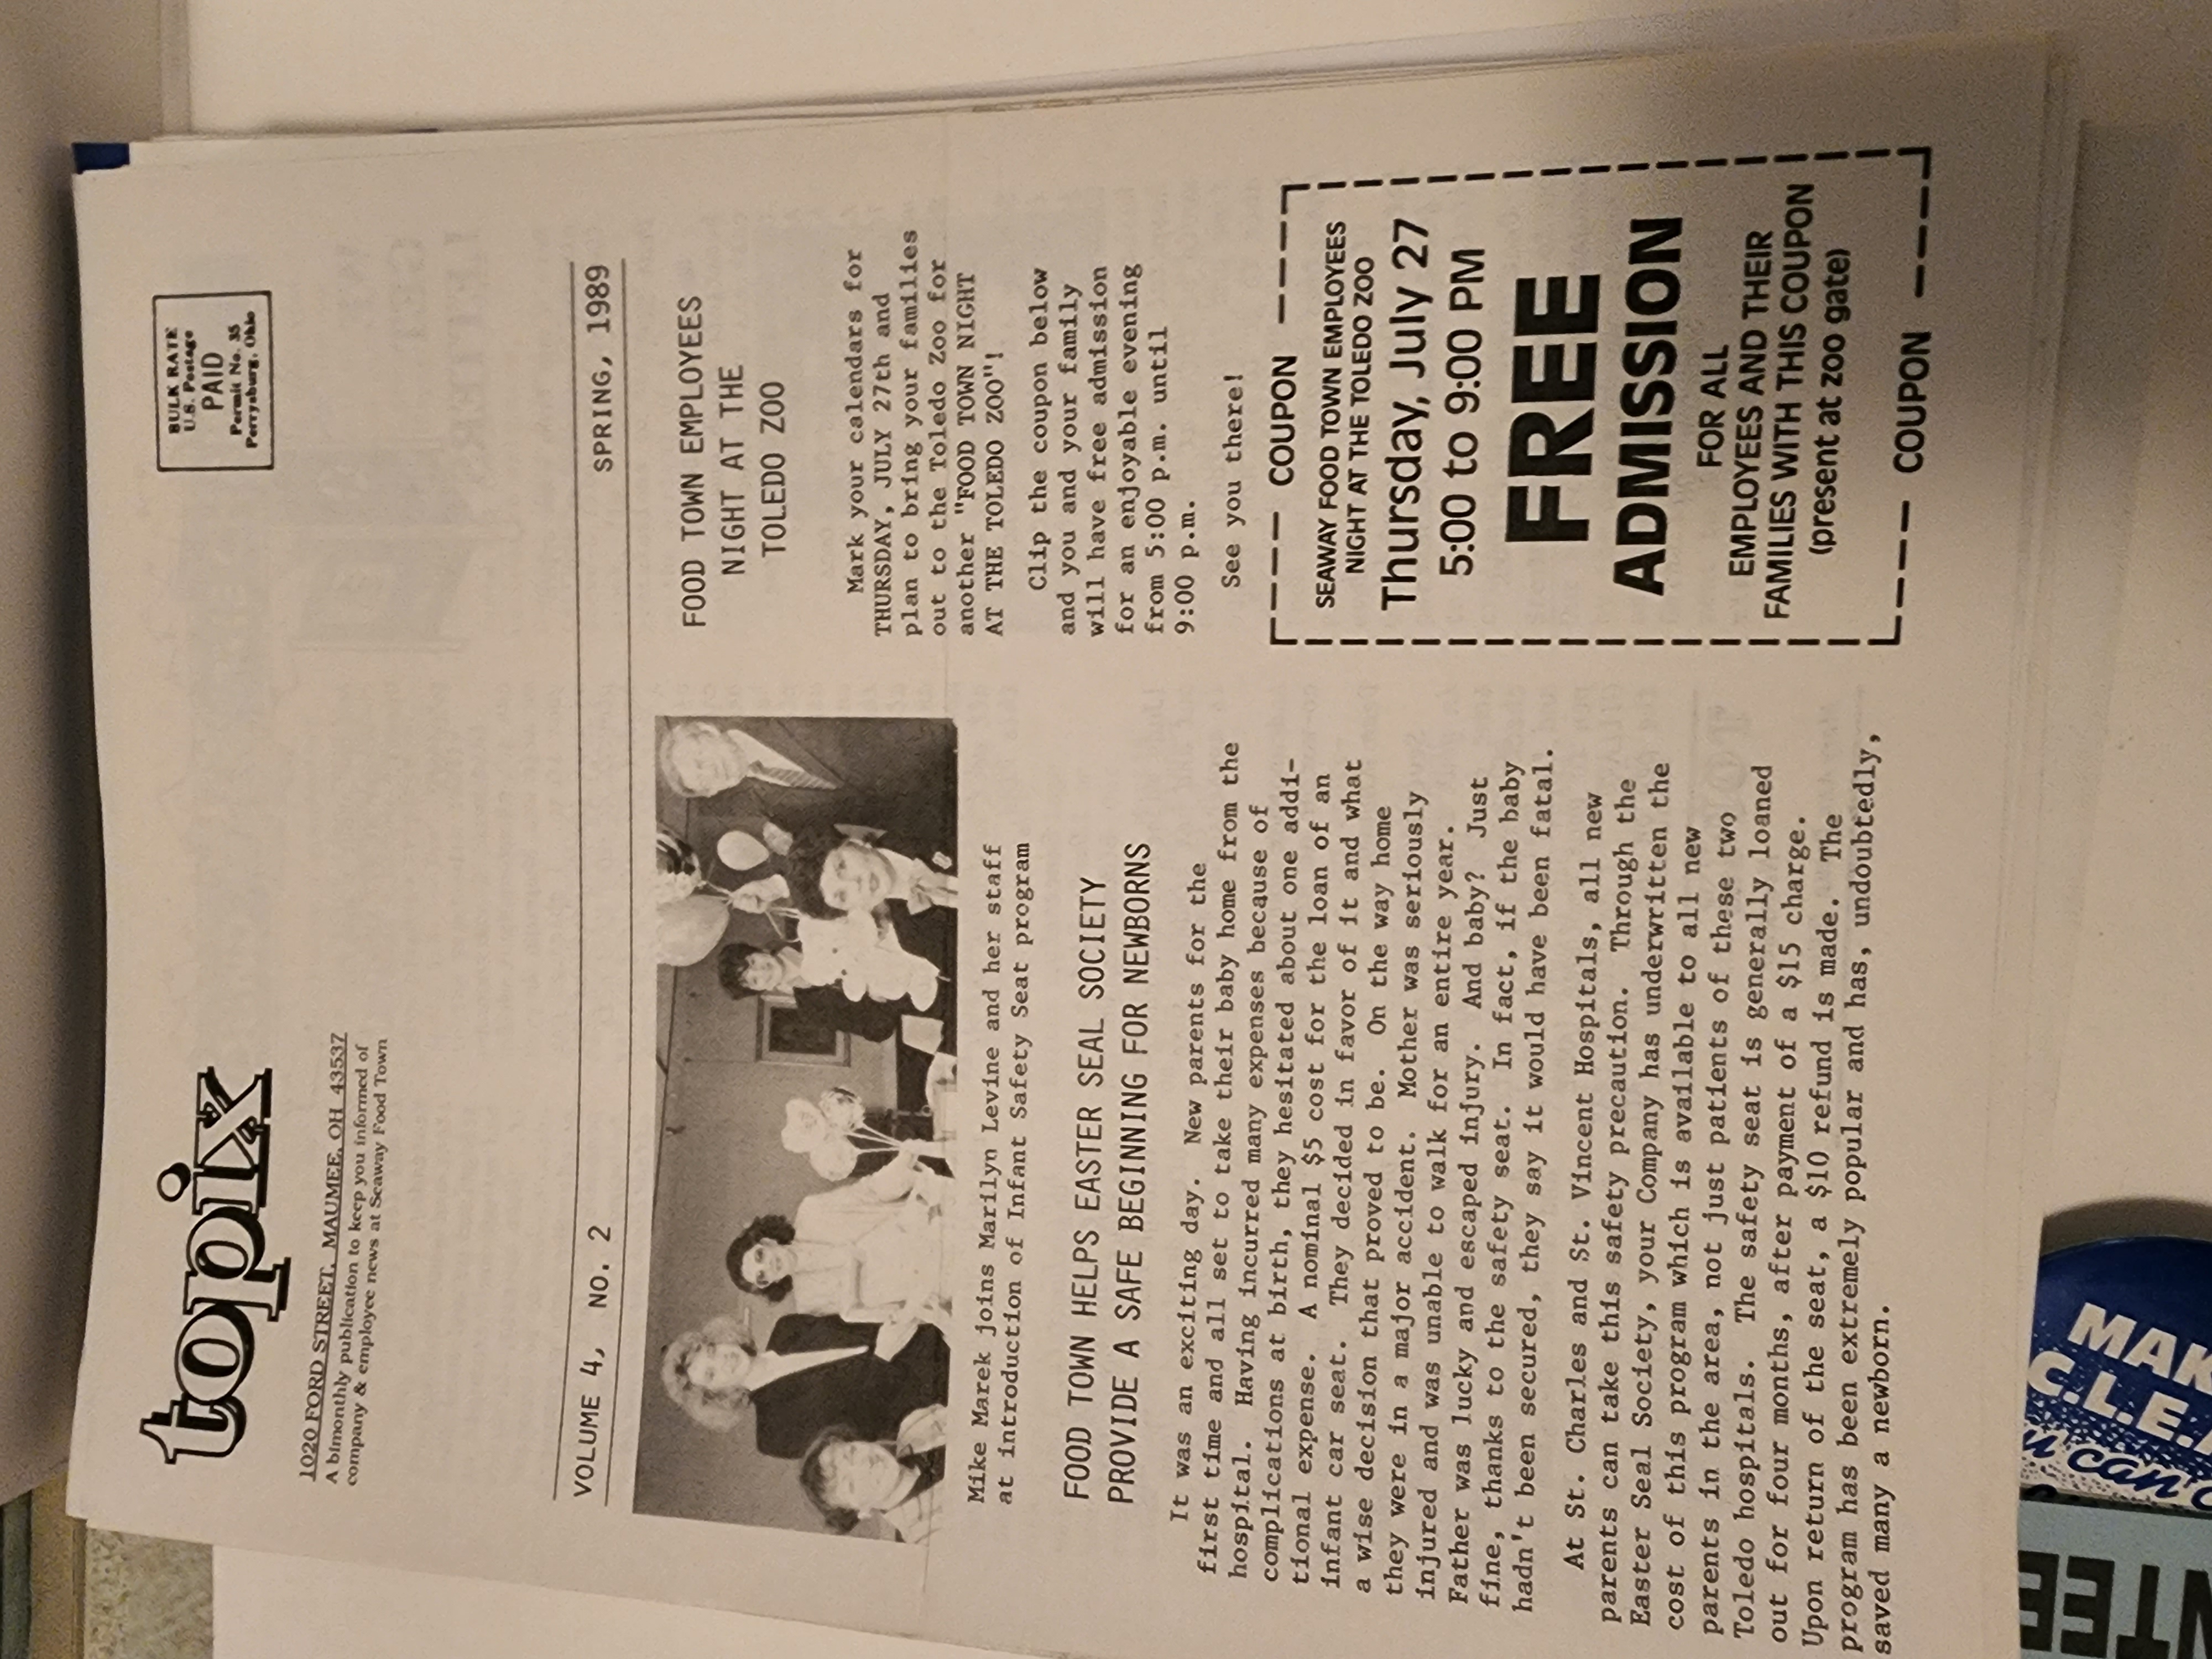 topix
1020 FORD STREET, MAUMEE, OH 43537
A bimonthly publication to keep you informed of
company & employee news at Seaway Food Town
BULK RATE
U.S. Postage
PAID
Permit No. 35
Perrysburg, Ohio
VOLUME 4, No. 2
SPRING, 1989
Mike Marek joins Marilyn Levine and her staff
at introduction of Infant Safety Seat program
FOOD TOWN HELPS EASTER SEAL SOCIETY
PROVIDE A SAFE BEGINNING FOR NEWBORNS
It was an exciting day. New parents for the
first time and all set to take their baby home from the
hospital. Having incurred many expenses because of
complications at birth, they hesitated about one addi-
tional expense. A nominal $5 cost for the loan of an
infant car seat. They decided in favor of it and what
a wise decision that proved to be. On the way home
they were in a major accident. Mother was seriously
injured and was unable to walk for an entire year.
Father was lucky and escaped injury. And baby? Just
fine, thanks to the safety seat. In fact, if the baby
hadn't been secured, they say it would have been fatal.
At St. Charles and St. Vincent Hospitals, all new
parents can take this safety precaution. Through the
Easter Seal Society, your Company has underwritten the
cost of this program which is available to all new
parents in the area, not just patients of these two
Toledo hospitals. The safety seat is generally loaned
out for four months, after payment of a $15 charge.
Upon return of the seat, a $10 refund is made. The
program has been extremely popular and has, undoubtedly,
saved many a newborn.
FOOD TOWN EMPLOYEES
NIGHT AT THE
TOLEDO ZOO
Mark your calendars for
THURSDAY, JULY 27th and
plan to bring your families
out to the Toledo Zoo for
another "FOOD TOWN NIGHT
AT THE TOLEDO ZOO"!
Clip the coupon below
and you and your family
will have free admission
for an enjoyable evening
from 5:00 p.m. until
9:00 p.m.
See you there!
COUPON
SEAWAY FOOD TOWN EMPLOYEES
NIGHT AT THE TOLEDO ZOO
Thursday, July 27
5:00 to 9:00 PM
FREE
ADMISSION
FOR ALL
EMPLOYEES AND THEIR
FAMILIES WITH THIS COUPON
(present at zoo gate)
COUPON
MAK
C.L.E.
can